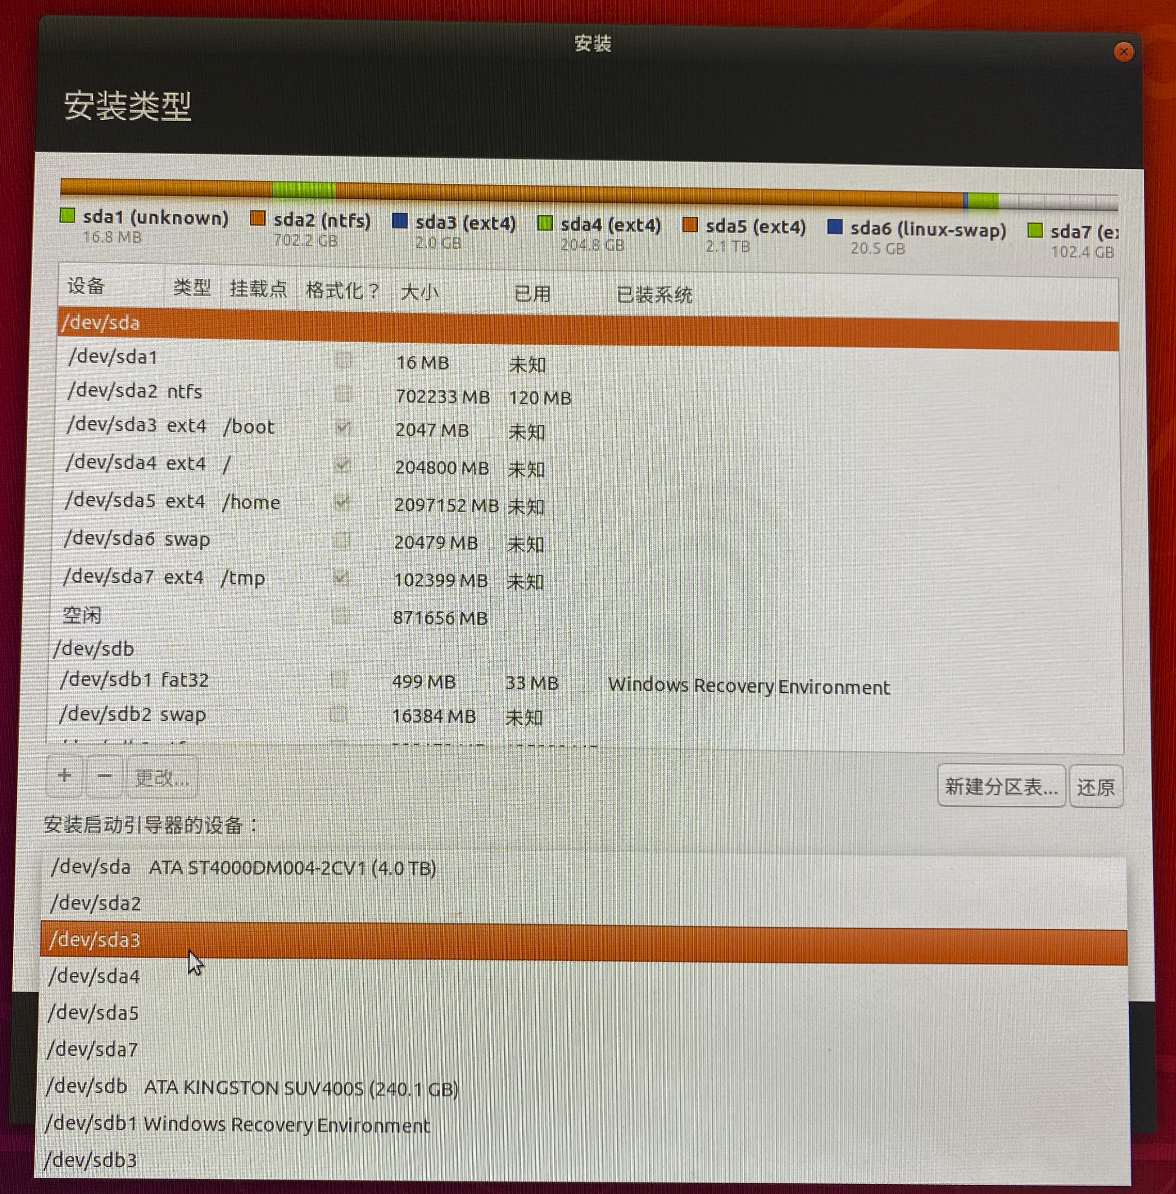 安装
安装类型
sda1 (unknown) sda2 (ntfs) sda3 (ext4) sda4 (ext4) sda5 (ext4) sda6 (linux-swap) sda7 (e
16.8 MB 702.2 GB 2.0 GB 204.8 GB 2.1 TB 20.5 GB 102.4 GB
设备 类型 挂载点 格式化？ 大小 已用 已装系统
/dev/sda
/dev/sda1 16 MB 未知
/dev/sda2 ntfs 702233 MB 120 MB
/dev/sda3 ext4 /boot 2047 MB 未知
/dev/sda4 ext4 / 204800 MB 未知
/dev/sda5 ext4 /home 2097152 MB 未知
/dev/sda6 swap 20479 MB 未知
/dev/sda7 ext4 /tmp 102399 MB 未知
空闲 871656 MB
/dev/sdb
/dev/sdb1 fat32 499 MB 33 MB Windows Recovery Environment
/dev/sdb2 swap 16384 MB 未知
+ − 更改... 新建分区表... 还原
安装启动引导器的设备：
/dev/sda ATA ST4000DM004-2CV1 (4.0 TB)
/dev/sda2
/dev/sda3
/dev/sda4
/dev/sda5
/dev/sda7
/dev/sdb ATA KINGSTON SUV400S (240.1 GB)
/dev/sdb1 Windows Recovery Environment
/dev/sdb3